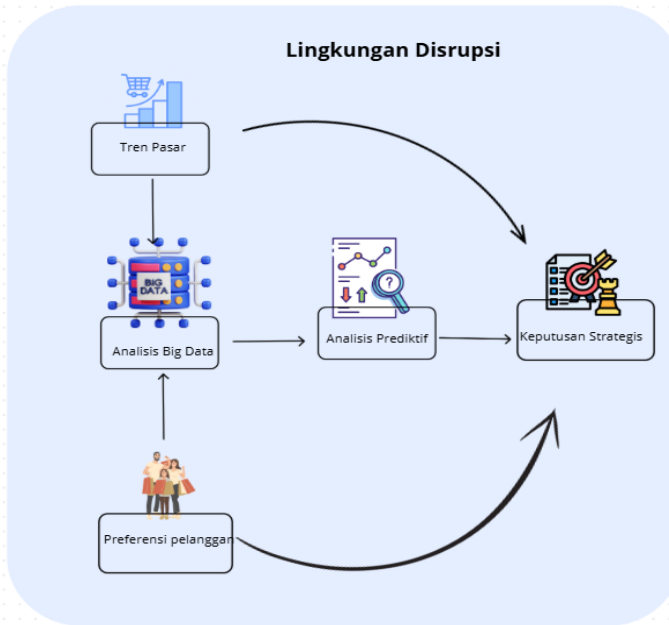 Lingkungan Disrupsi
Tren Pasar
BIG
DATA
Analisis Big Data
?
Analisis Prediktif
Keputusan Strategis
Preferensi pelanggan